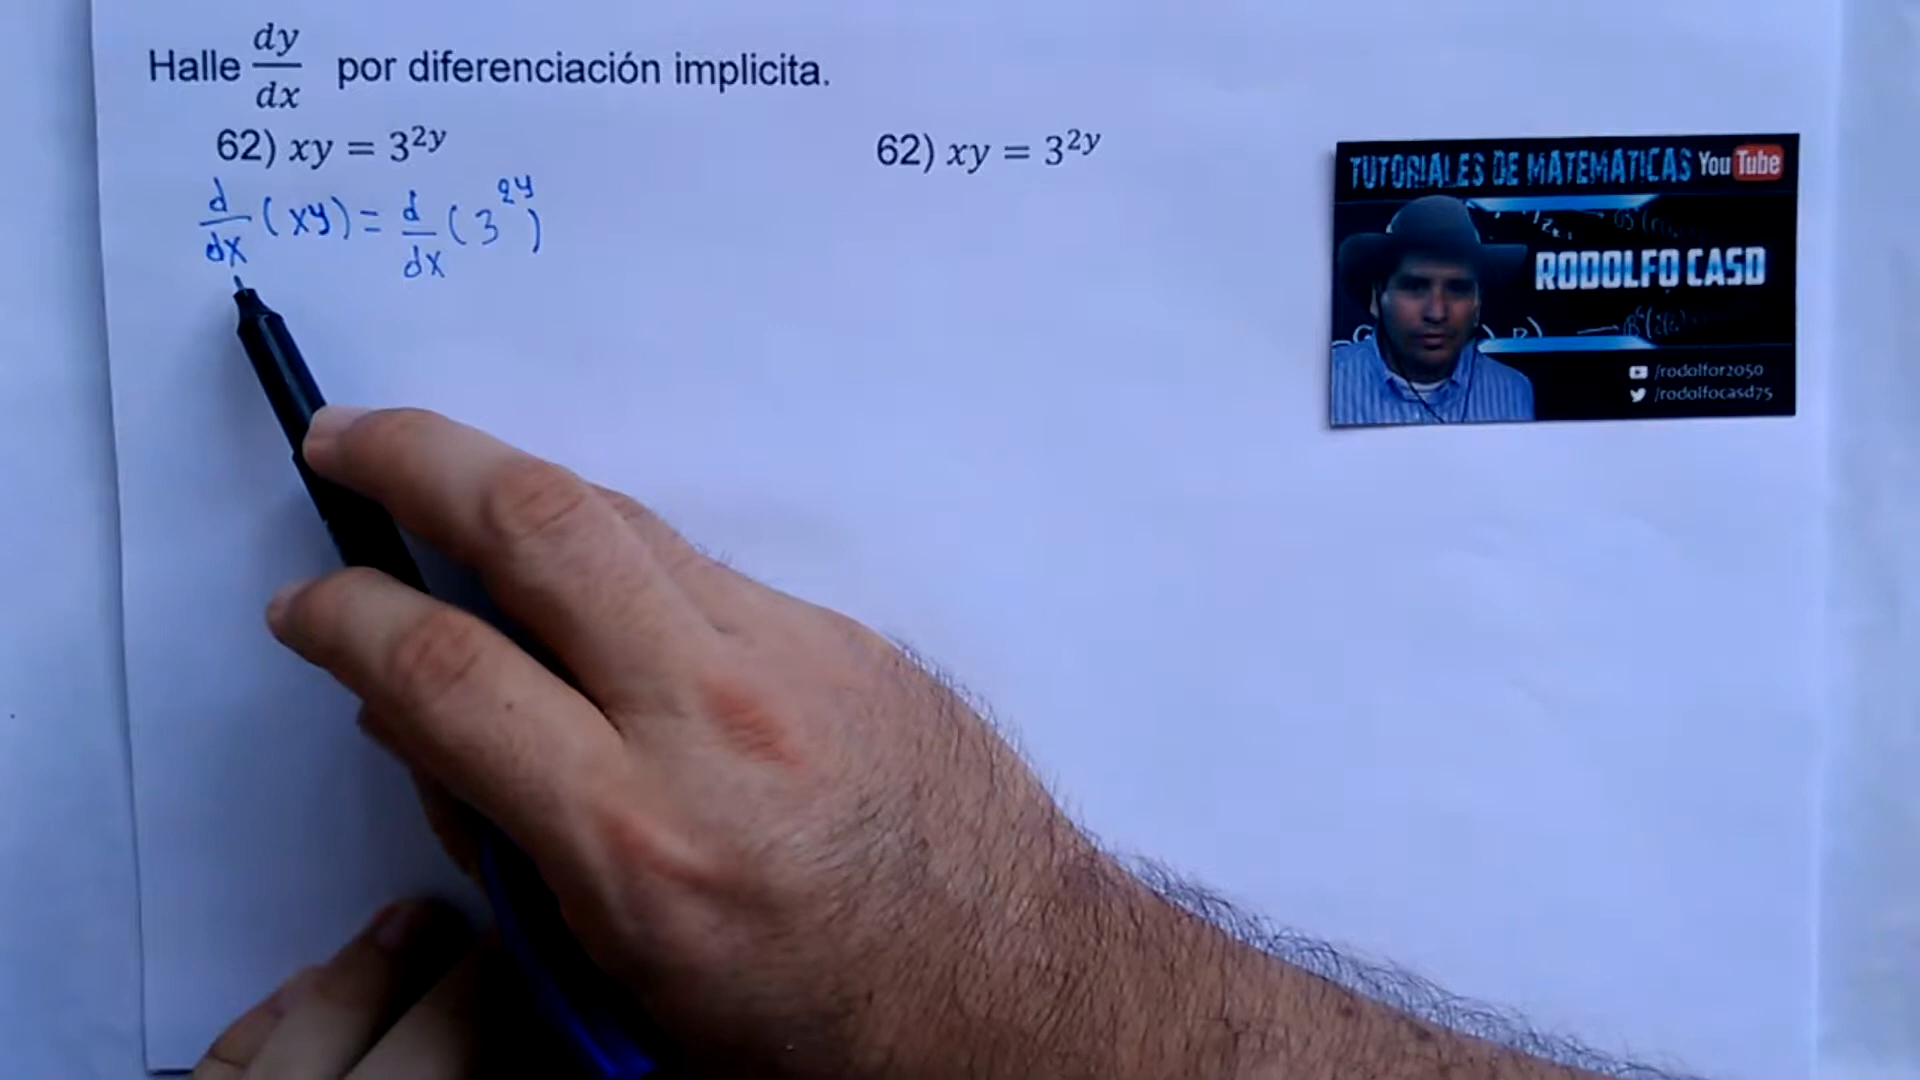 Halle dy/dx por diferenciación implicita.
62) xy = 3^{2y}
d/dx (xy) = d/dx (3^{2y})
62) xy = 3^{2y}
TUTORIALES DE MATEMATICAS YouTube
RODOLFO CASD
/rodolfor2050
/rodolfocasd75